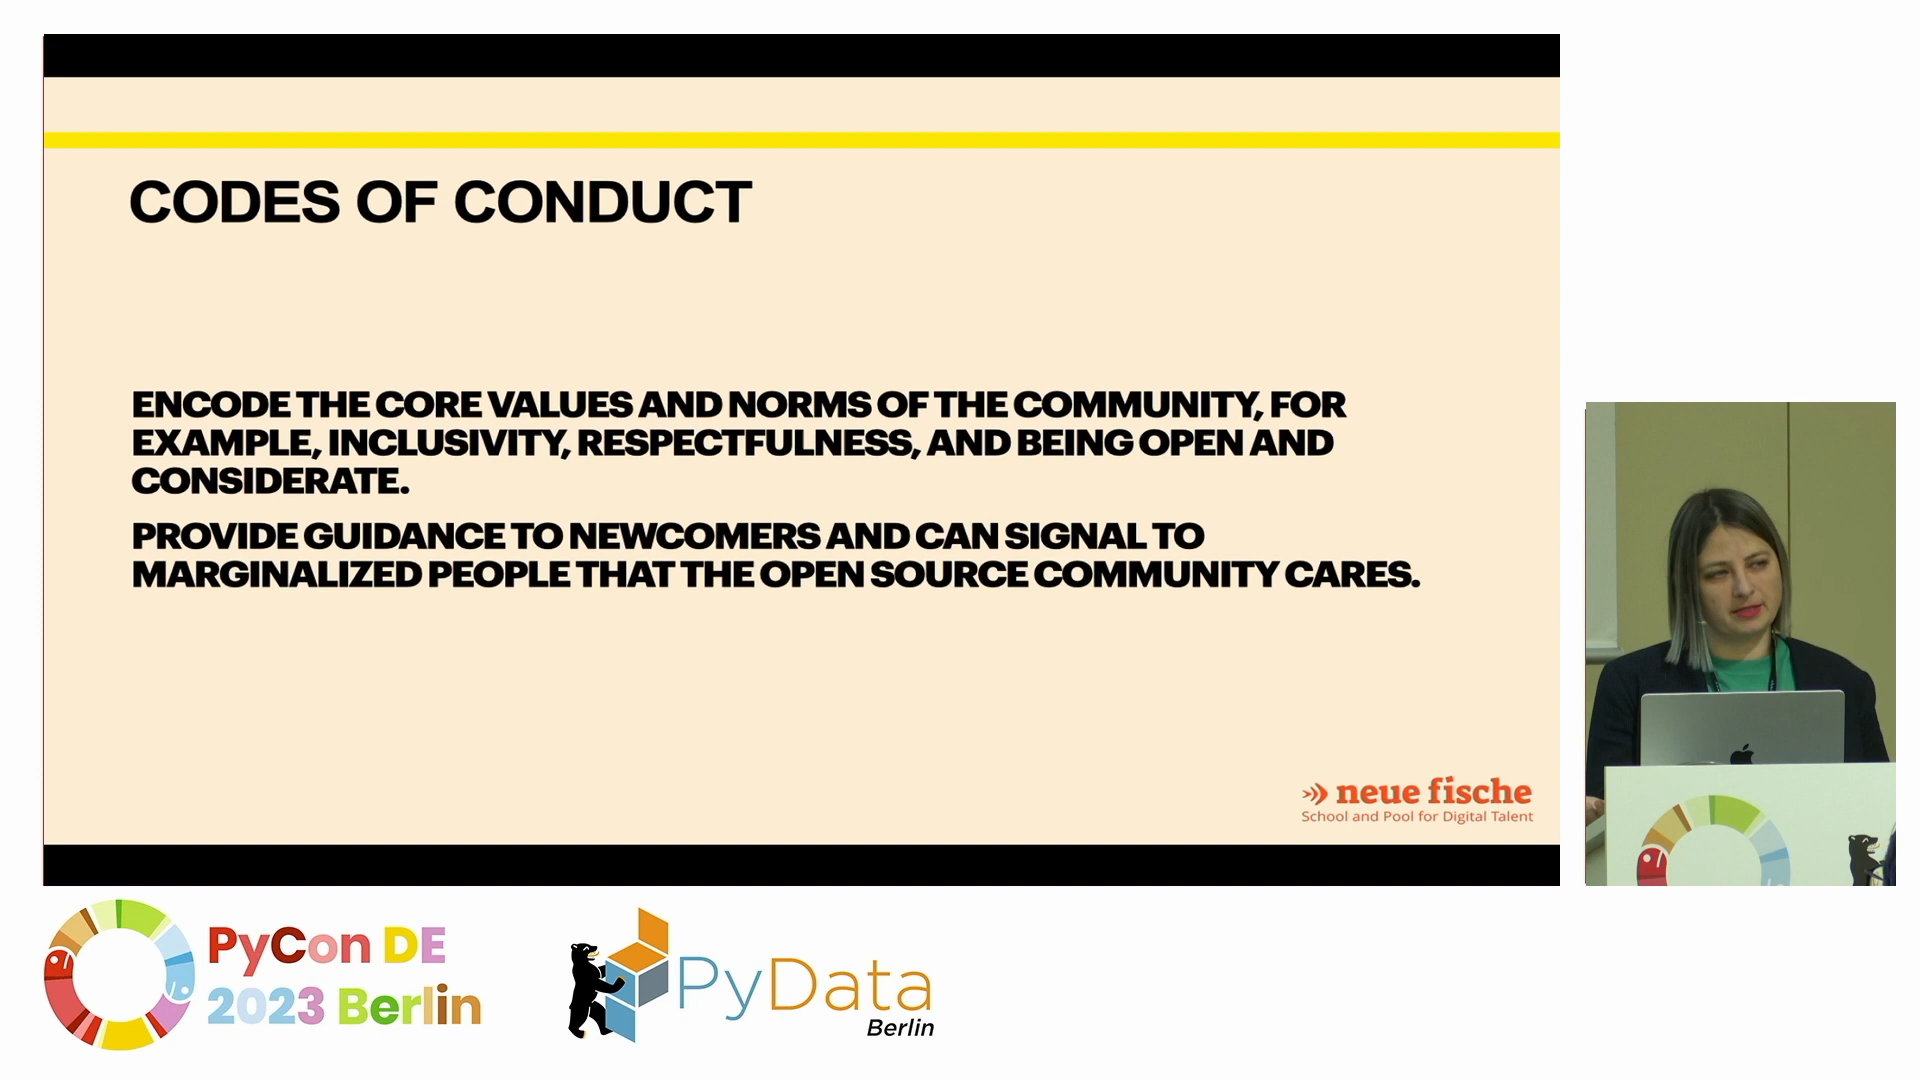 CODES OF CONDUCT
ENCODE THE CORE VALUES AND NORMS OF THE COMMUNITY, FOR
EXAMPLE, INCLUSIVITY, RESPECTFULNESS, AND BEING OPEN AND
CONSIDERATE.
PROVIDE GUIDANCE TO NEWCOMERS AND CAN SIGNAL TO
MARGINALIZED PEOPLE THAT THE OPEN SOURCE COMMUNITY CARES.
neue fische
School and Pool for Digital Talent
PyCon DE
2023 Berlin
PyData
Berlin